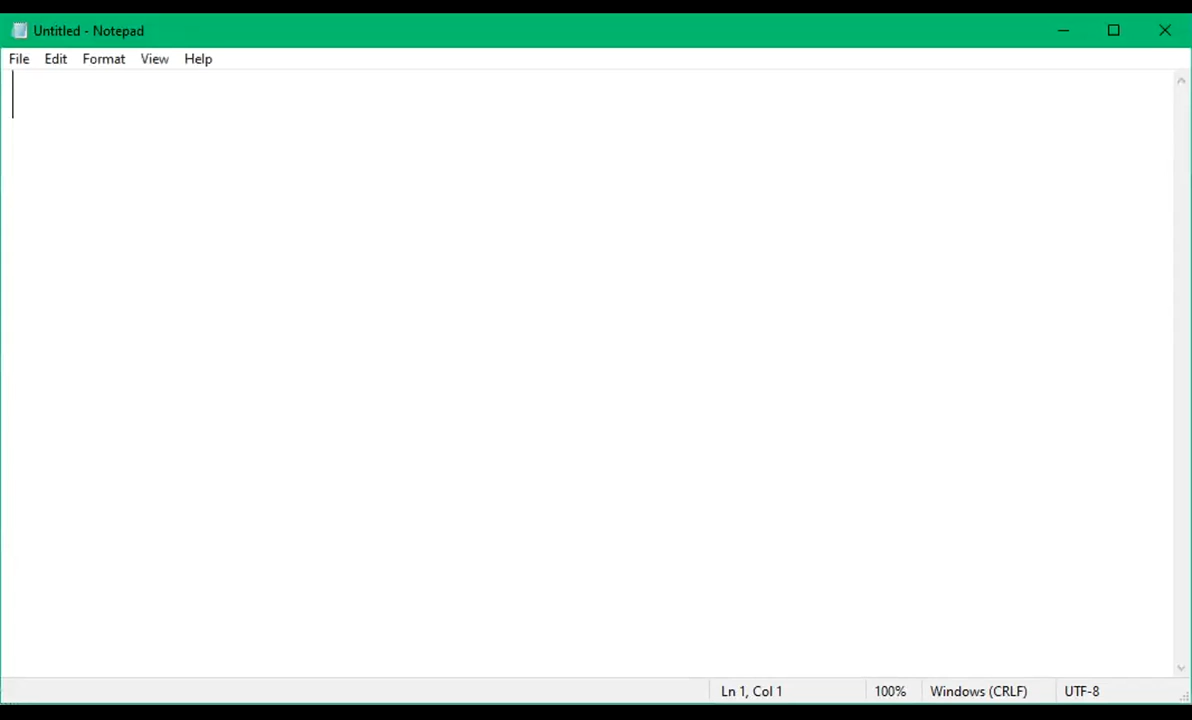 Untitled - Notepad
File Edit Format View Help
Ln 1, Col 1 100% Windows (CRLF) UTF-8